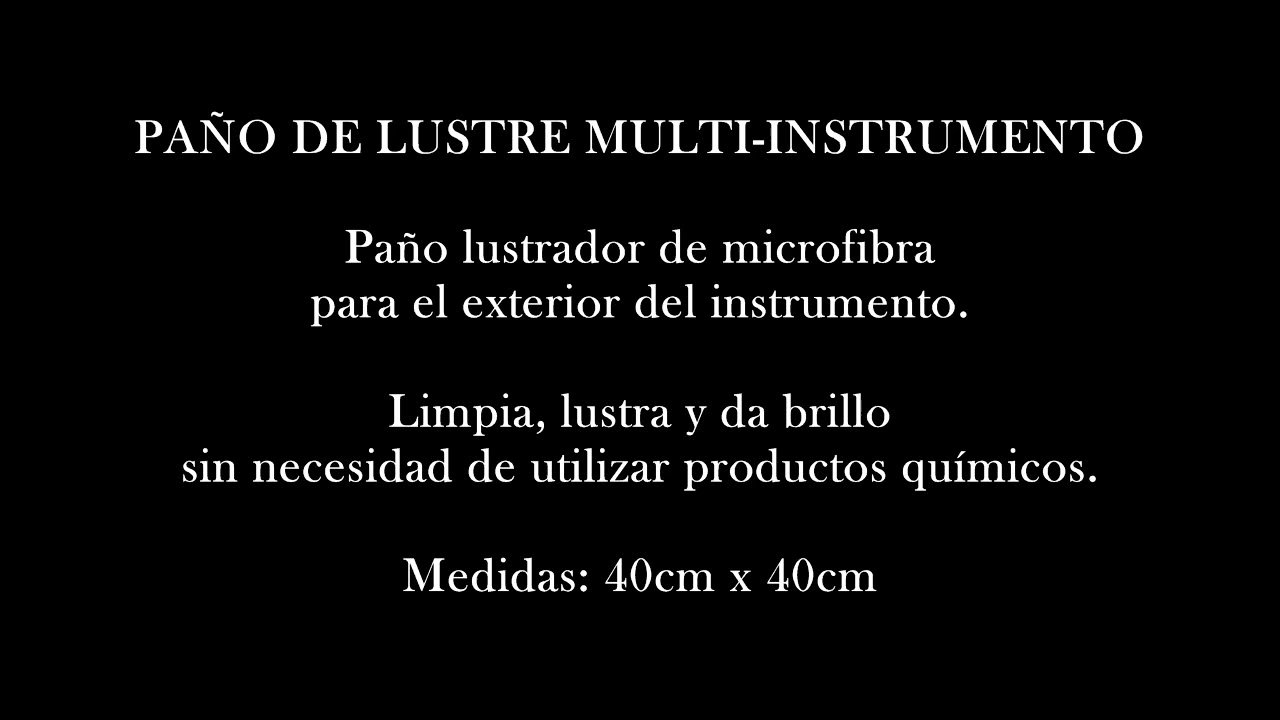 PAÑO DE LUSTRE MULTI-INSTRUMENTO
Paño lustrador de microfibra
para el exterior del instrumento.
Limpia, lustra y da brillo
sin necesidad de utilizar productos químicos.
Medidas: 40cm x 40cm